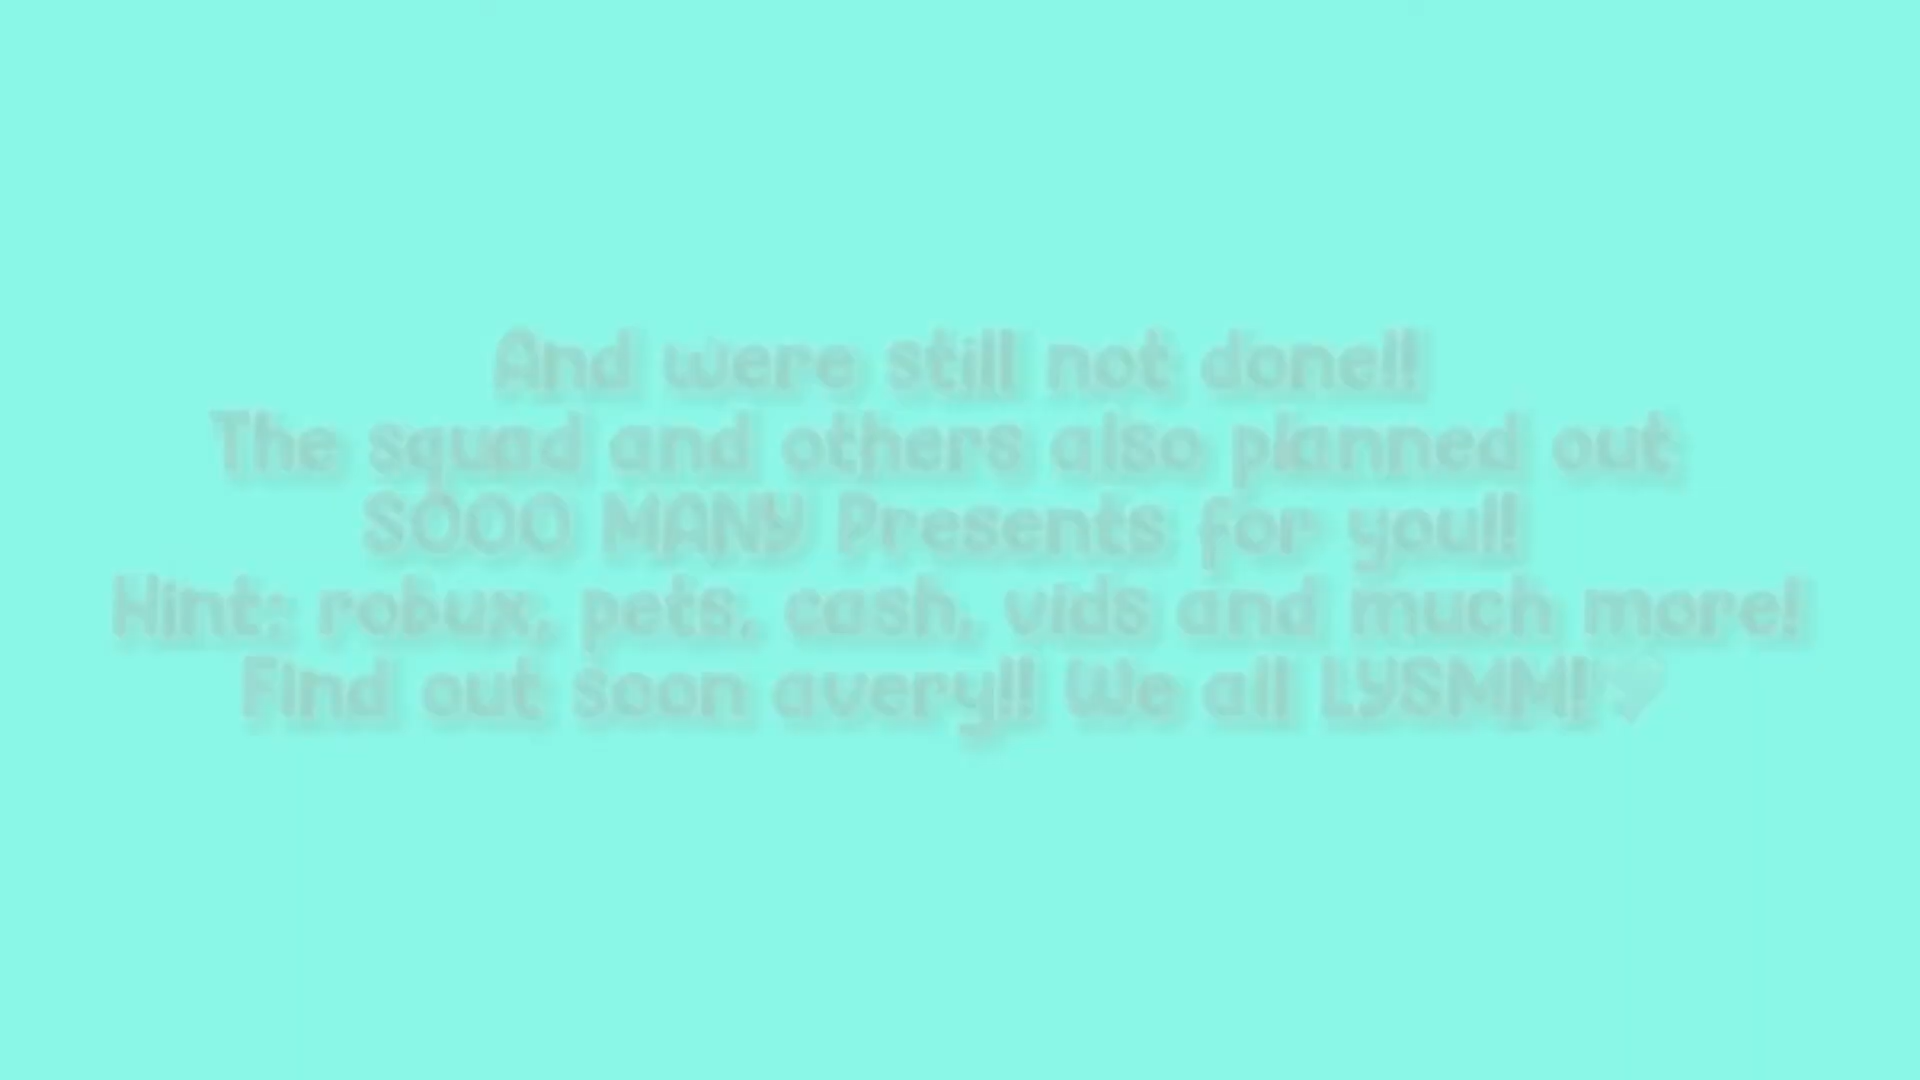 And were still not done!!
The squad and others also planned out
SOOO MANY Presents for you!!
Hint: robux, pets, cash, vids and much more!
Find out soon avery!! We all LYSMM!🤍